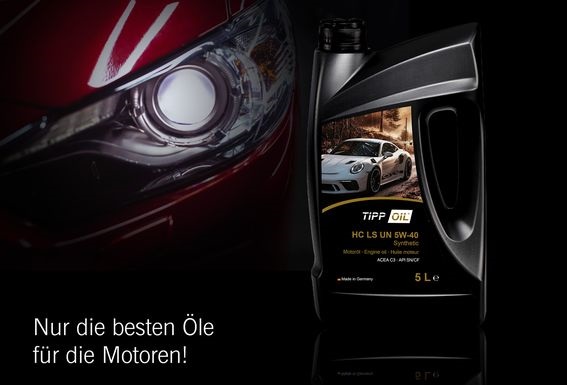 TIPP OIL
HC LS UN 5W-40
Synthetic
Motoröl · Engine oil · Huile moteur
ACEA C3 · API SN/CF
Made in Germany
5 L e
Nur die besten Öle
für die Motoren!